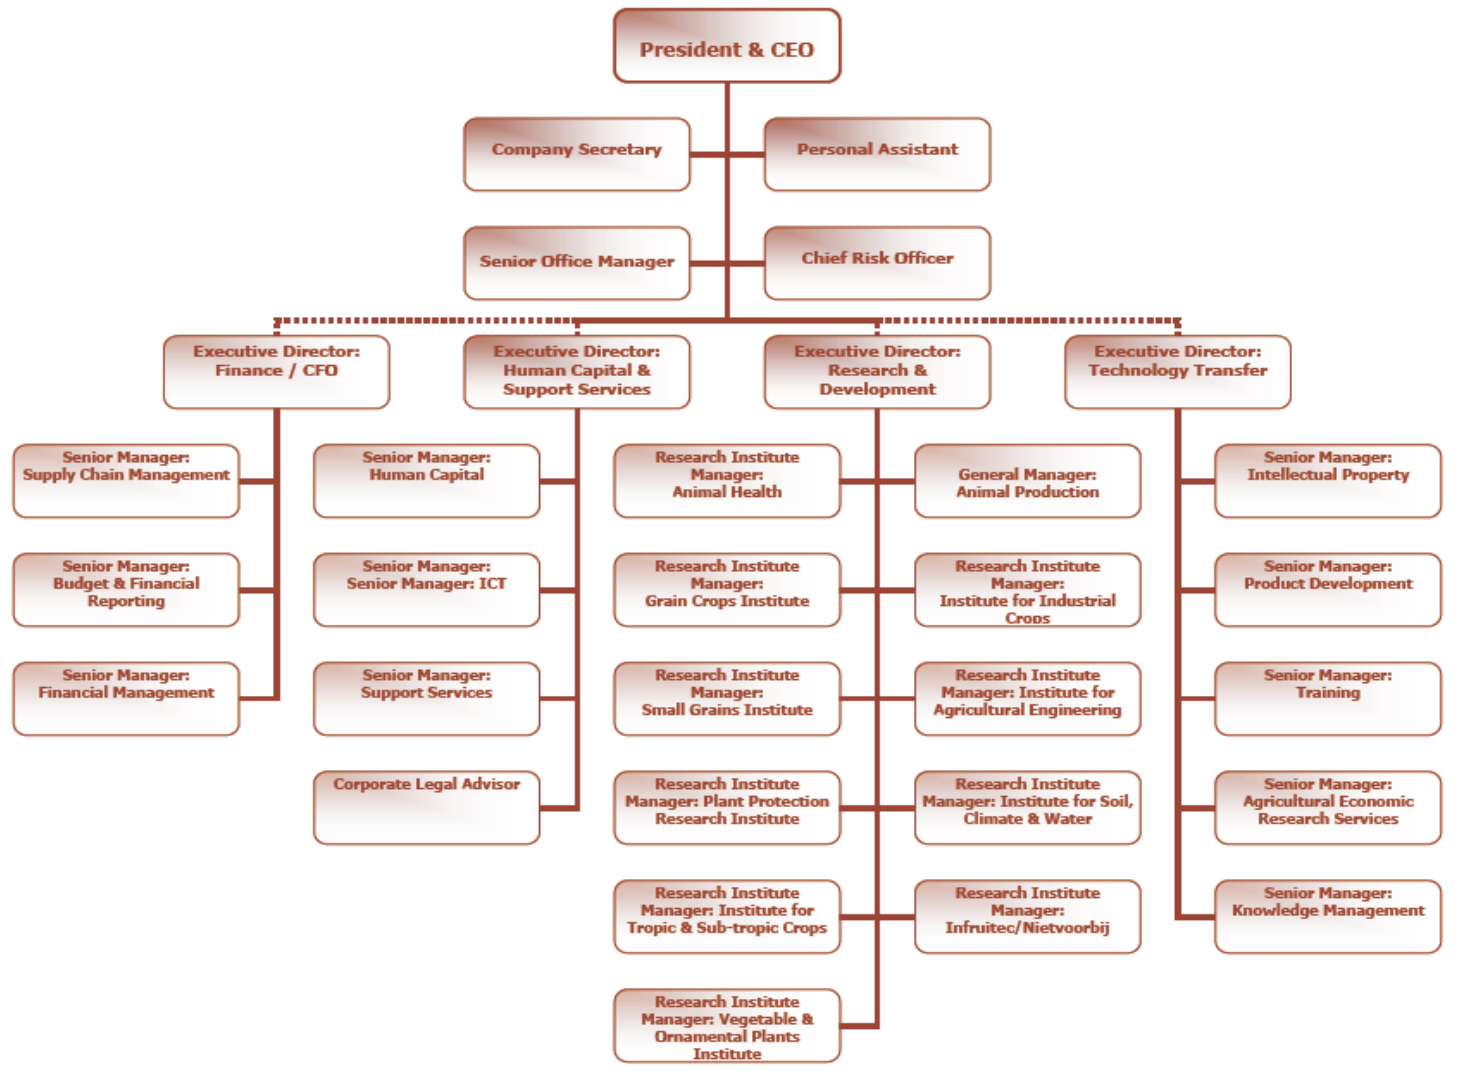 President & CEO
Company Secretary
Personal Assistant
Senior Office Manager
Chief Risk Officer
Executive Director:
Finance / CFO
Executive Director:
Human Capital &
Support Services
Executive Director:
Research &
Development
Executive Director:
Technology Transfer
Senior Manager:
Supply Chain Management
Senior Manager:
Budget & Financial
Reporting
Senior Manager:
Financial Management
Senior Manager:
Human Capital
Senior Manager:
Senior Manager: ICT
Senior Manager:
Support Services
Corporate Legal Advisor
Research Institute
Manager:
Animal Health
General Manager:
Animal Production
Research Institute
Manager:
Grain Crops Institute
Research Institute
Manager:
Institute for Industrial
Crops
Research Institute
Manager:
Small Grains Institute
Research Institute
Manager: Institute for
Agricultural Engineering
Research Institute
Manager: Plant Protection
Research Institute
Research Institute
Manager: Institute for Soil,
Climate & Water
Research Institute
Manager: Institute for
Tropic & Sub-tropic Crops
Research Institute
Manager:
Infruitec/Nietvoorbij
Research Institute
Manager: Vegetable &
Ornamental Plants
Institute
Senior Manager:
Intellectual Property
Senior Manager:
Product Development
Senior Manager:
Training
Senior Manager:
Agricultural Economic
Research Services
Senior Manager:
Knowledge Management